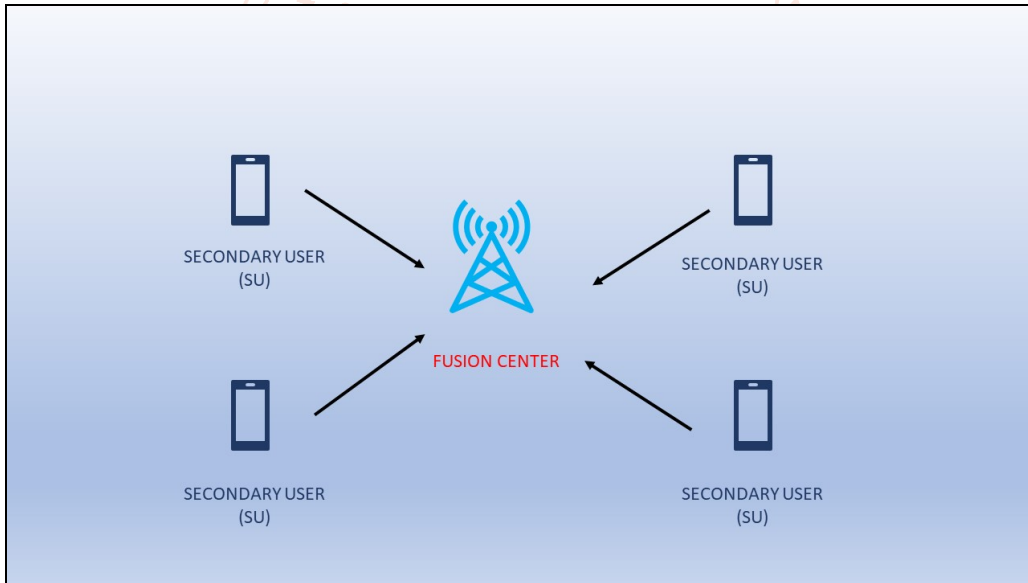 SECONDARY USER
(SU)
SECONDARY USER
(SU)
FUSION CENTER
SECONDARY USER
(SU)
SECONDARY USER
(SU)